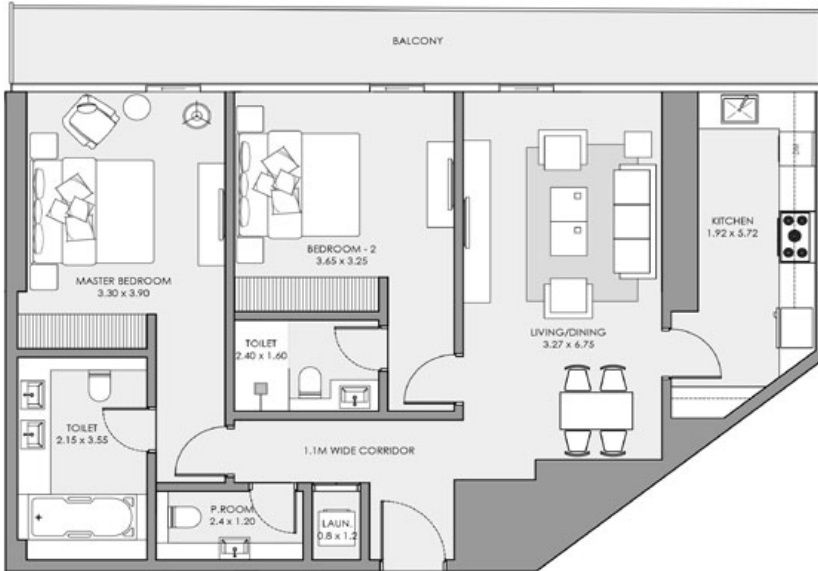 BALCONY
KITCHEN
1.92 x 5.72
DW
BEDROOM - 2
3.65 x 3.25
MASTER BEDROOM
3.30 x 3.90
LIVING/DINING
3.27 x 6.75
TOILET
2.40 x 1.60
TOILET
2.15 x 3.55
1.1M WIDE CORRIDOR
P.ROOM
2.4 x 1.20
LAUN.
0.8 x 1.2